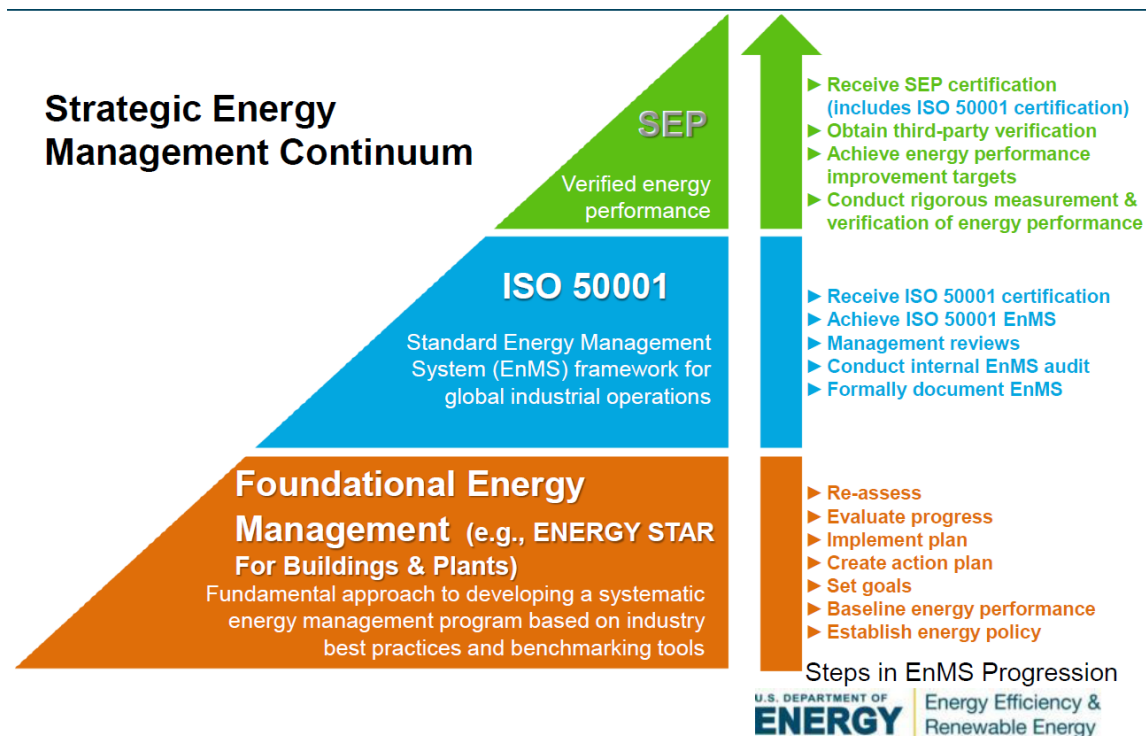 Strategic Energy
Management Continuum
SEP
Verified energy
performance
► Receive SEP certification
(includes ISO 50001 certification)
► Obtain third-party verification
► Achieve energy performance
improvement targets
► Conduct rigorous measurement &
verification of energy performance
ISO 50001
Standard Energy Management
System (EnMS) framework for
global industrial operations
► Receive ISO 50001 certification
► Achieve ISO 50001 EnMS
► Management reviews
► Conduct internal EnMS audit
► Formally document EnMS
Foundational Energy
Management (e.g., ENERGY STAR
For Buildings & Plants)
Fundamental approach to developing a systematic
energy management program based on industry
best practices and benchmarking tools
► Re-assess
► Evaluate progress
► Implement plan
► Create action plan
► Set goals
► Baseline energy performance
► Establish energy policy
Steps in EnMS Progression
U.S. DEPARTMENT OF
ENERGY
Energy Efficiency &
Renewable Energy